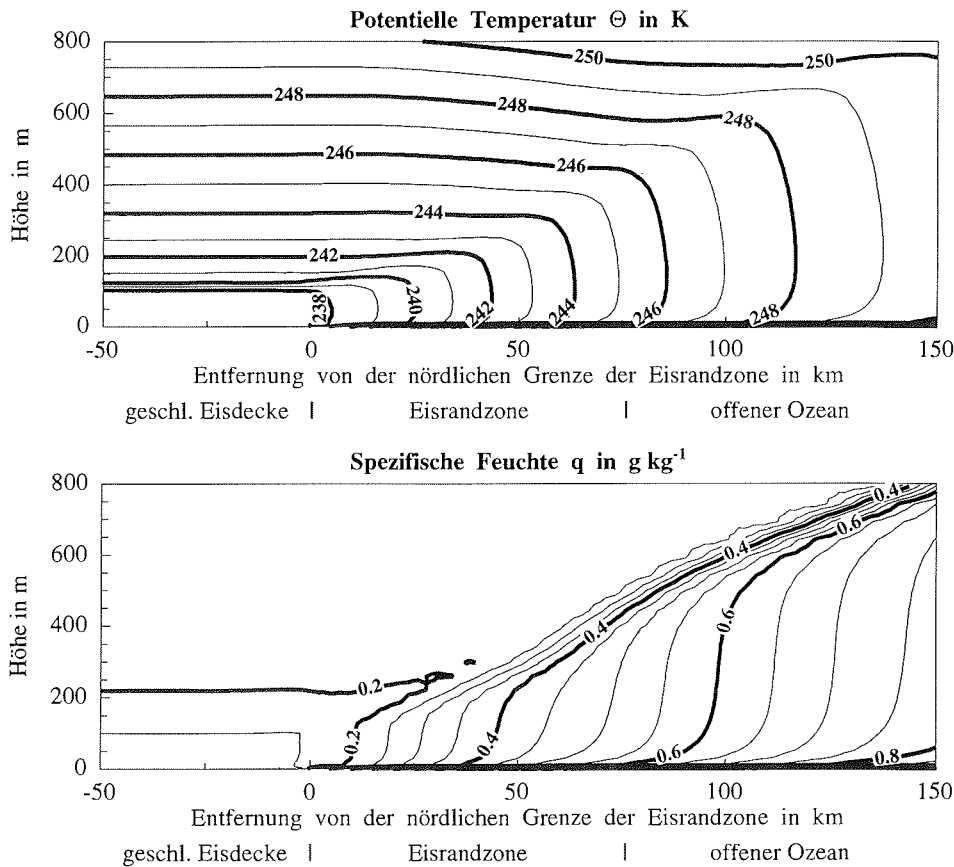 Potentielle Temperatur Θ in K
800
600
400
200
0
Höhe in m
250 250
248 248 248
246
244
242
238 240 242 244 246 248
-50 0 50 100 150
Entfernung von der nördlichen Grenze der Eisrandzone in km
geschl. Eisdecke | Eisrandzone | offener Ozean
Spezifische Feuchte q in g kg⁻¹
800
600
400
200
0
Höhe in m
0.4
0.4 0.6
0.4 0.6
0.2
0.2 0.4 0.6 0.8
-50 0 50 100 150
Entfernung von der nördlichen Grenze der Eisrandzone in km
geschl. Eisdecke | Eisrandzone | offener Ozean